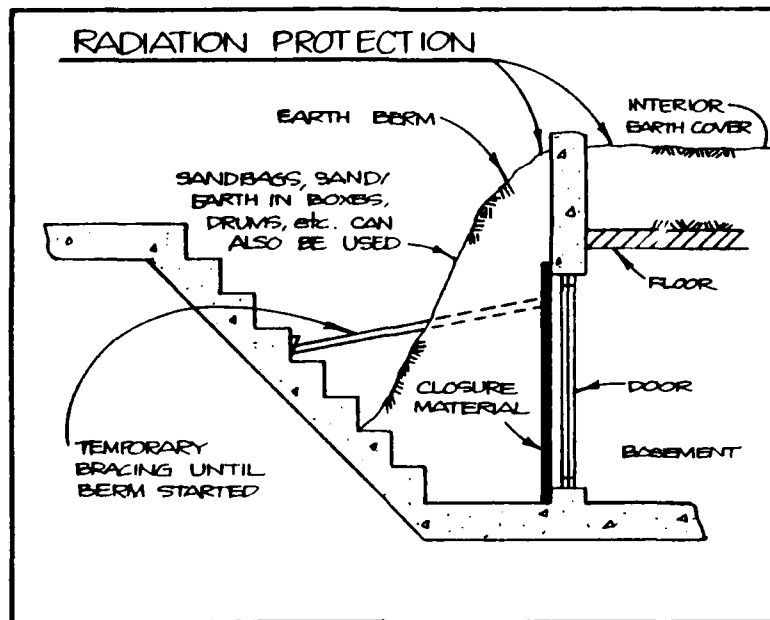 RADIATION PROTECTION
EARTH BERM
INTERIOR
EARTH COVER
SANDBAGS, SAND/
EARTH IN BOXES,
DRUMS, etc. CAN
ALSO BE USED
FLOOR
CLOSURE
MATERIAL
DOOR
TEMPORARY
BRACING UNTIL
BERM STARTED
BASEMENT